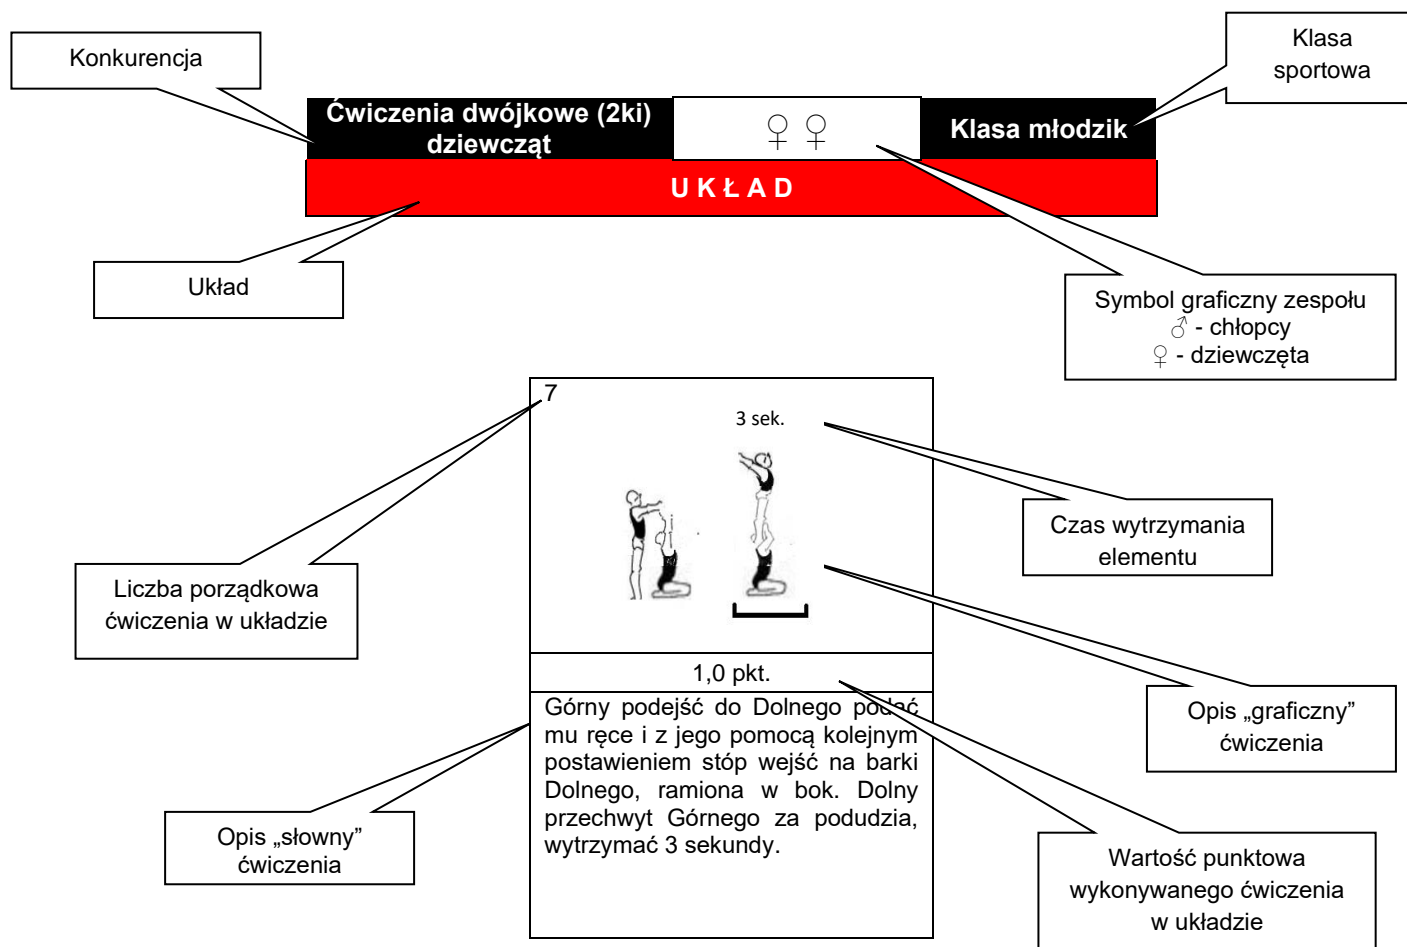 Konkurencja
Klasa
sportowa
Ćwiczenia dwójkowe (2ki)
dziewcząt
♀ ♀
Klasa młodzik
U K Ł A D
Układ
Symbol graficzny zespołu
♂ - chłopcy
♀ - dziewczęta
7
3 sek.
Czas wytrzymania
elementu
Liczba porządkowa
ćwiczenia w układzie
1,0 pkt.
Górny podejść do Dolnego podać
mu ręce i z jego pomocą kolejnym
postawieniem stóp wejść na barki
Dolnego, ramiona w bok. Dolny
przechwyt Górnego za podudzia,
wytrzymać 3 sekundy.
Opis „graficzny”
ćwiczenia
Opis „słowny”
ćwiczenia
Wartość punktowa
wykonywanego ćwiczenia
w układzie